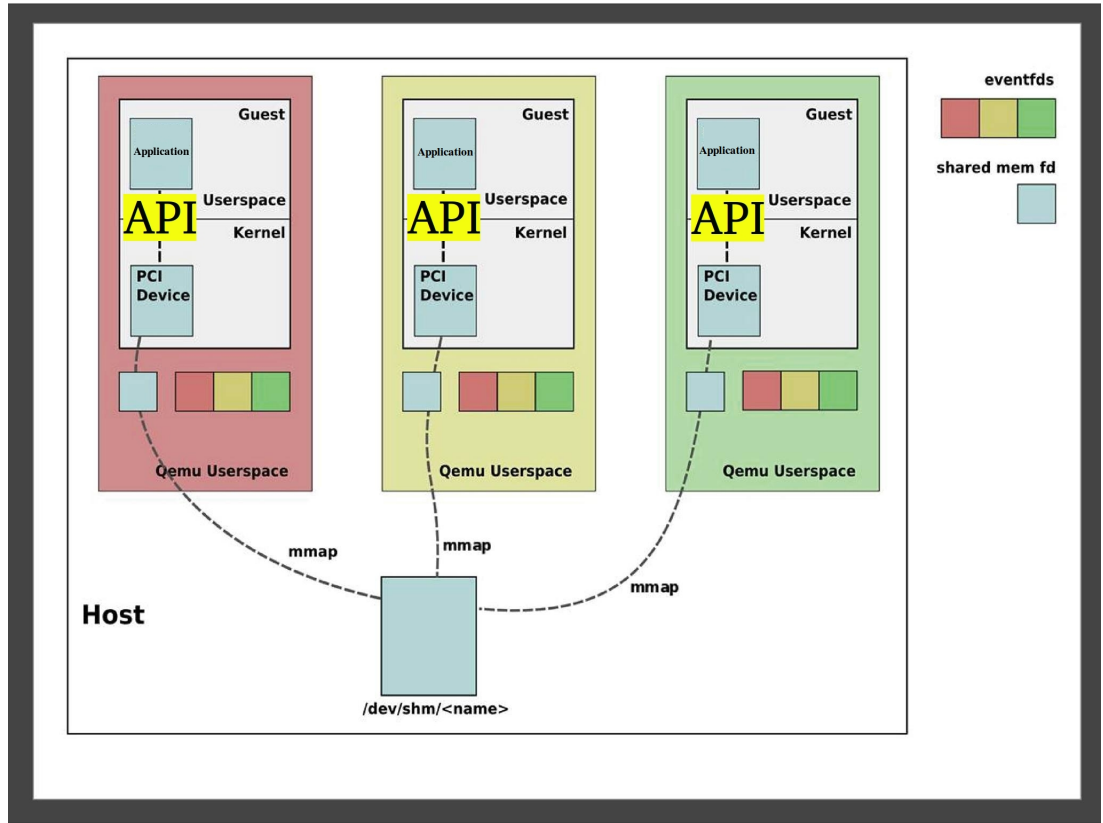 eventfds
shared mem fd
Guest
Application
Userspace
API
Kernel
PCI
Device
Qemu Userspace
Guest
Application
Userspace
API
Kernel
PCI
Device
Qemu Userspace
Guest
Application
Userspace
API
Kernel
PCI
Device
Qemu Userspace
mmap
mmap
mmap
Host
/dev/shm/<name>